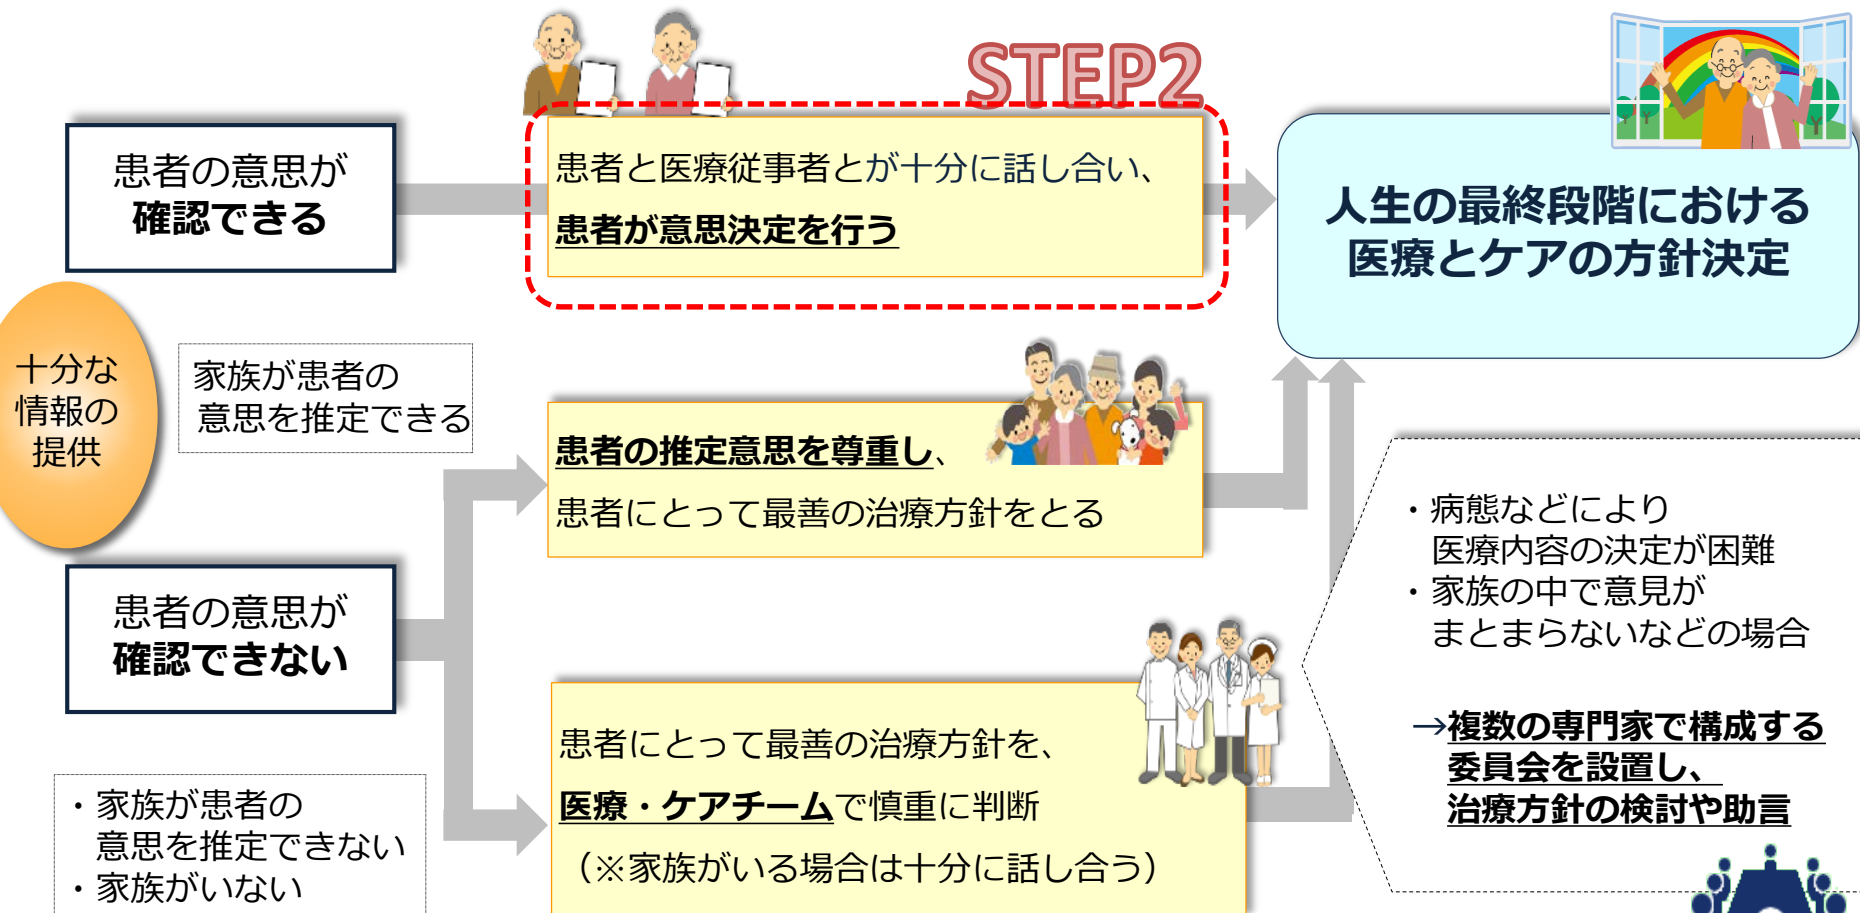 STEP2
患者の意思が
確認できる
患者と医療従事者とが十分に話し合い、
患者が意思決定を行う
人生の最終段階における
医療とケアの方針決定
十分な
情報の
提供
家族が患者の
意思を推定できる
患者の推定意思を尊重し、
患者にとって最善の治療方針をとる
患者の意思が
確認できない
・家族が患者の
意思を推定できない
・家族がいない
患者にとって最善の治療方針を、
医療・ケアチームで慎重に判断
（※家族がいる場合は十分に話し合う）
・病態などにより
医療内容の決定が困難
・家族の中で意見が
まとまらないなどの場合
→複数の専門家で構成する
委員会を設置し、
治療方針の検討や助言